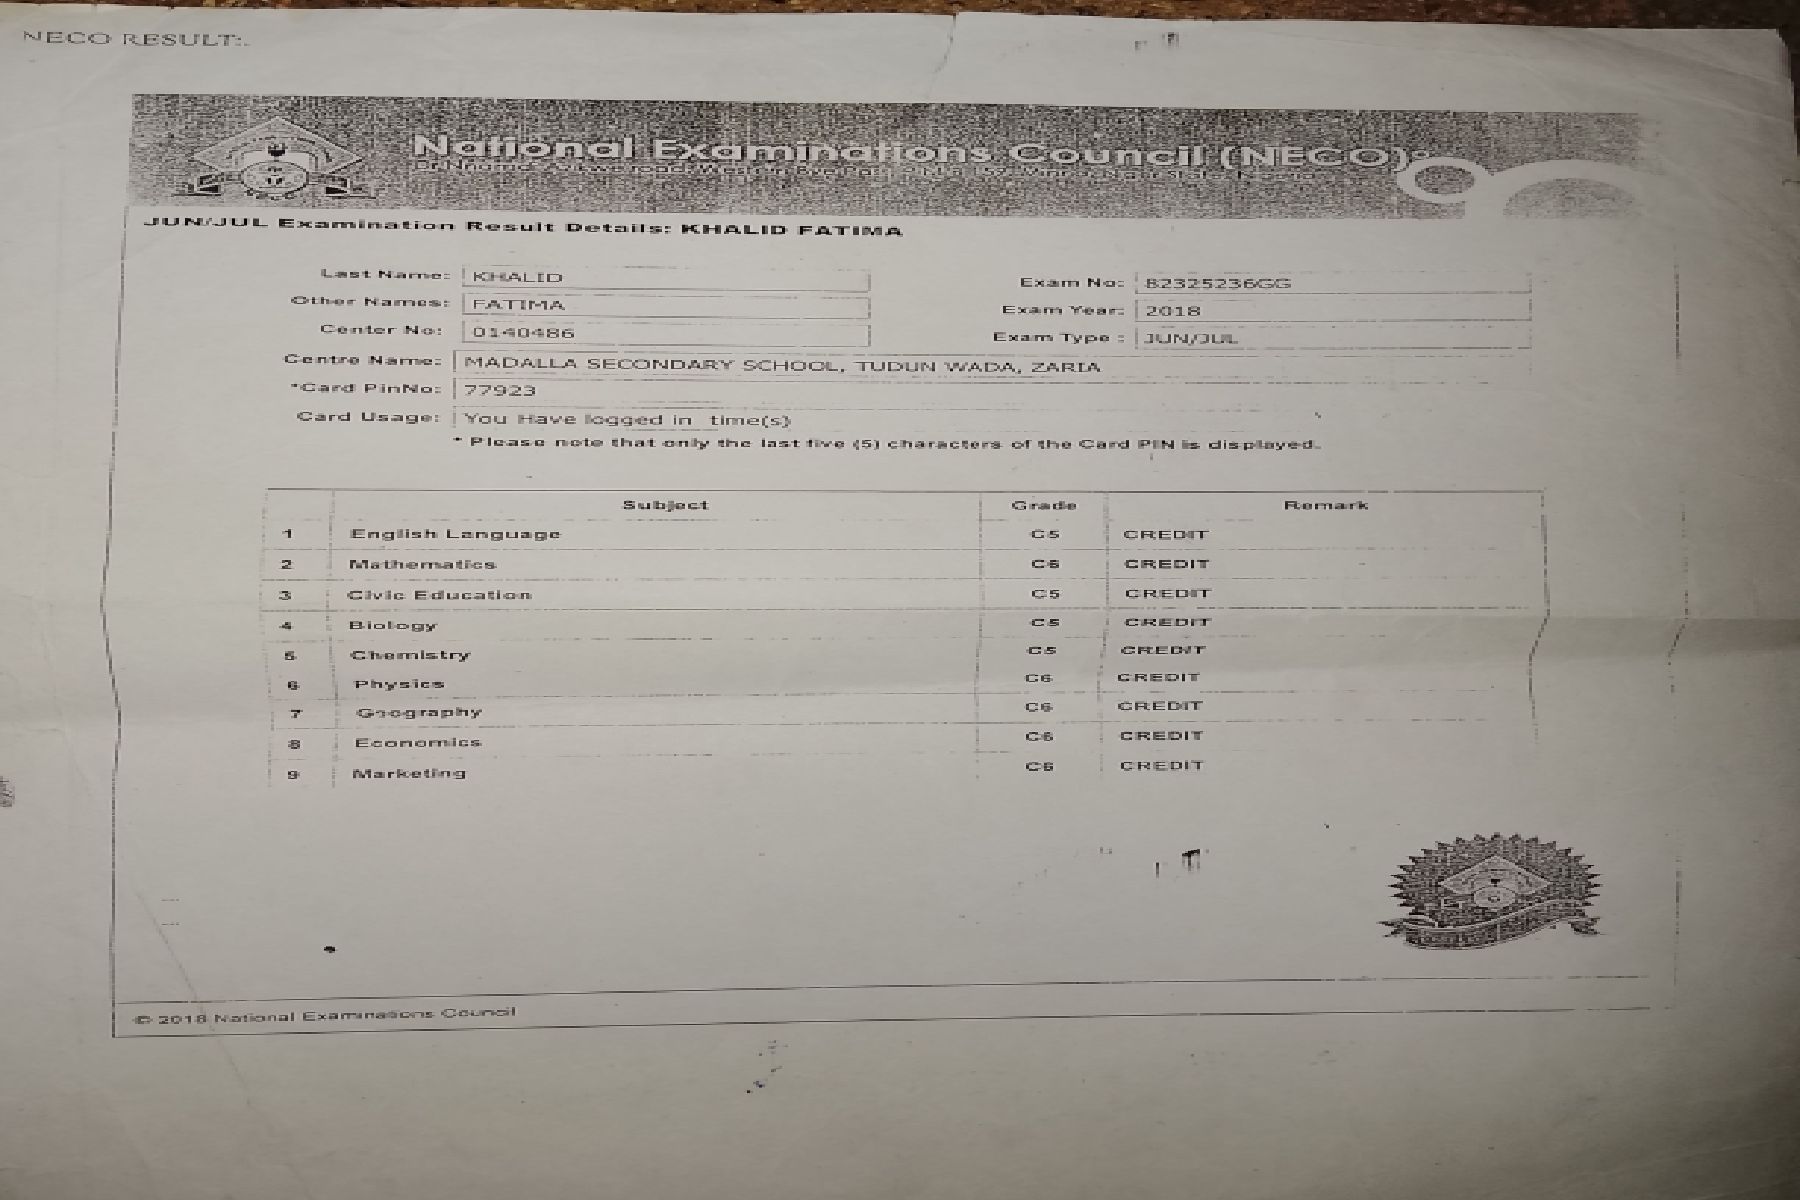 NECO RESULT:.
National Examinations Council (NECO)
JUN/JUL Examination Result Details: KHALID FATIMA
Last Name: KHALID Exam No: 82325236GG
Other Names: FATIMA Exam Year: 2018
Center No: 0140486 Exam Type : JUN/JUL
Centre Name: MADALLA SECONDARY SCHOOL, TUDUN WADA, ZARIA
*Card PinNo: 77923
Card Usage: You Have logged in time(s)
* Please note that only the last five (5) characters of the Card PIN is displayed.
Subject Grade Remark
1 English Language C5 CREDIT
2 Mathematics C6 CREDIT
3 Civic Education C5 CREDIT
4 Biology C5 CREDIT
5 Chemistry C5 CREDIT
6 Physics C6 CREDIT
7 Geography C6 CREDIT
8 Economics C6 CREDIT
9 Marketing C6 CREDIT
© 2018 National Examinations Council